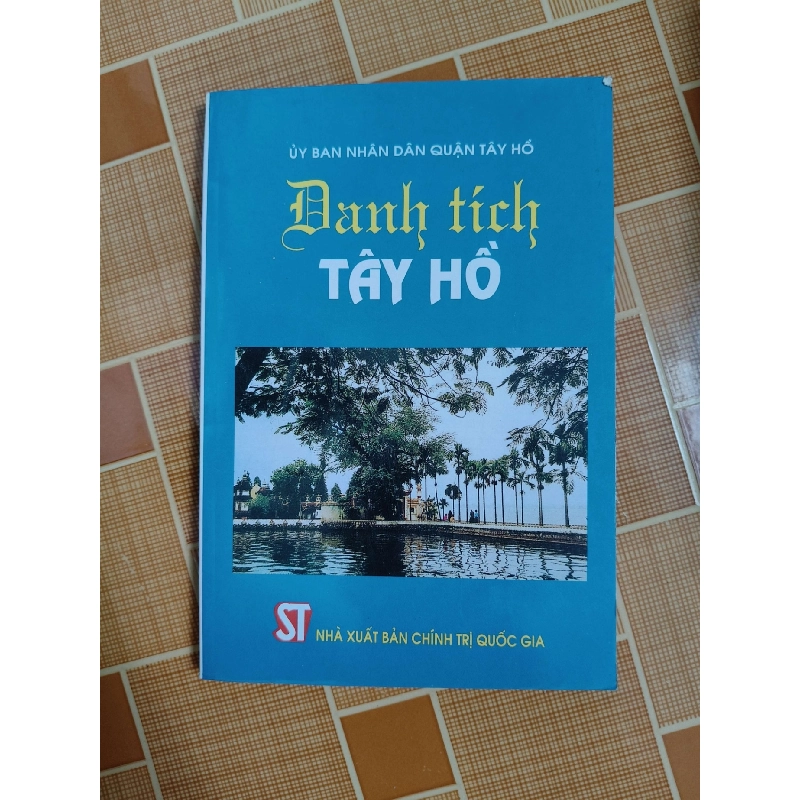 ỦY BAN NHÂN DÂN QUẬN TÂY HỒ
Danh tích
TÂY HỒ
ST NHÀ XUẤT BẢN CHÍNH TRỊ QUỐC GIA